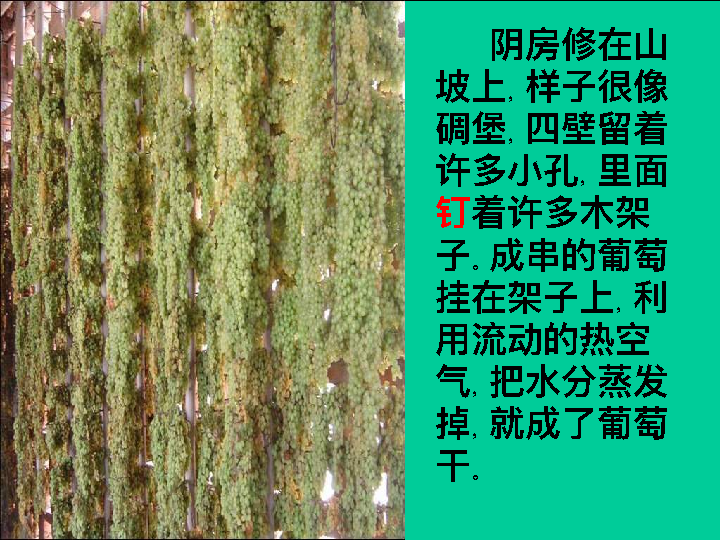 阴房修在山
坡上,样子很像
碉堡,四壁留着
许多小孔,里面
钉着许多木架
子。成串的葡萄
挂在架子上,利
用流动的热空
气,把水分蒸发
掉,就成了葡萄
干。